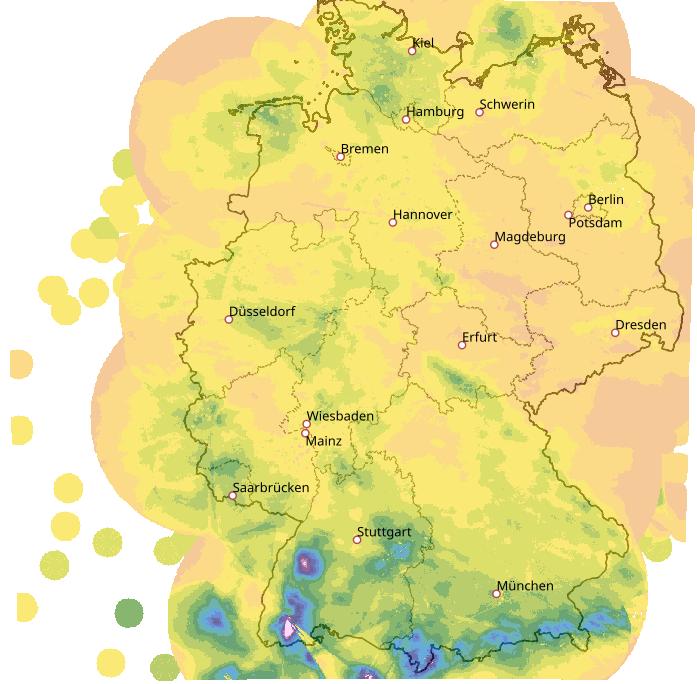 Kiel
Hamburg
Schwerin
Bremen
Berlin
Potsdam
Hannover
Magdeburg
Düsseldorf
Dresden
Erfurt
Wiesbaden
Mainz
Saarbrücken
Stuttgart
München